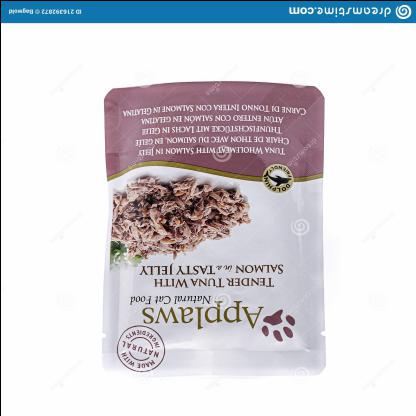 MADE WITH
NATURAL
INGREDIENTS
Applaws
Natural Cat Food
TENDER TUNA WITH
SALMON in a TASTY JELLY
DOLPHIN
FRIENDLY
TUNA WHOLEMEAT WITH SALMON IN JELLY
CHAIR DE THON AVEC DU SAUMON, EN GELÉE
THUNFISCHSTÜCKE MIT LACHS IN GELEE
ATÚN ENTERO CON SALMÓN EN GELATINA
CARNE DI TONNO INTERA CON SALMONE IN GELATINA
dreamstime.com
ID 216392872 © Bagwold